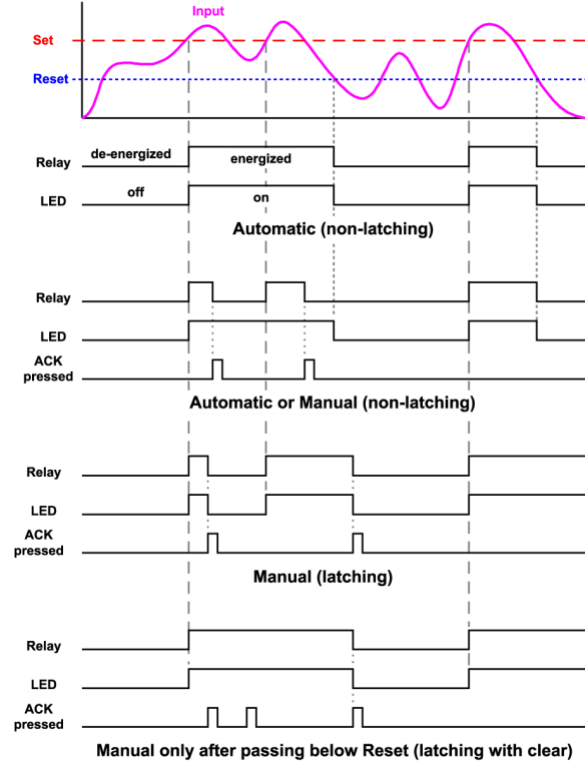 Input
Set
Reset
de-energized
energized
Relay
off
on
LED
Automatic (non-latching)
Relay
LED
ACK
pressed
Automatic or Manual (non-latching)
Relay
LED
ACK
pressed
Manual (latching)
Relay
LED
ACK
pressed
Manual only after passing below Reset (latching with clear)